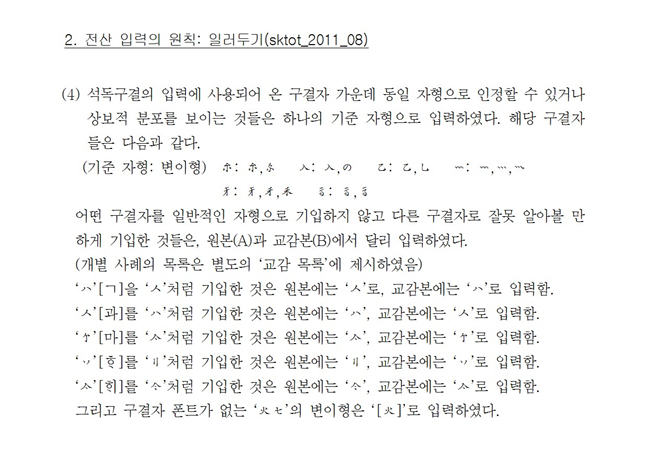 2. 전산 입력의 원칙: 일러두기(sktot_2011_08)
(4) 석독구결의 입력에 사용되어 온 구결자 가운데 동일 자형으로 인정할 수 있거나
상보적 분포를 보이는 것들은 하나의 기준 자형으로 입력하였다. 해당 구결자
들은 다음과 같다.
(기준 자형: 변이형)
어떤 구결자를 일반적인 자형으로 기입하지 않고 다른 구결자로 잘못 알아볼 만
하게 기입한 것들은, 원본(A)과 교감본(B)에서 달리 입력하였다.
(개별 사례의 목록은 별도의 ‘교감 목록’에 제시하였음)
‘ハ’[ㄱ]을 ‘人’처럼 기입한 것은 원본에는 ‘人’로, 교감본에는 ‘ハ’로 입력함.
‘人’[과]를 ‘ハ’처럼 기입한 것은 원본에는 ‘ハ’, 교감본에는 ‘人’로 입력함.
[마]를 처럼 기입한 것은 원본에는 교감본에는 로 입력함.
를 처럼 기입한 것은 원본에는 교감본에는 로 입력함.
[히]를 처럼 기입한 것은 원본에는 교감본에는 로 입력함.
그리고 구결자 폰트가 없는 ‘火 七’의 변이형은 ‘[火]’로 입력하였다.